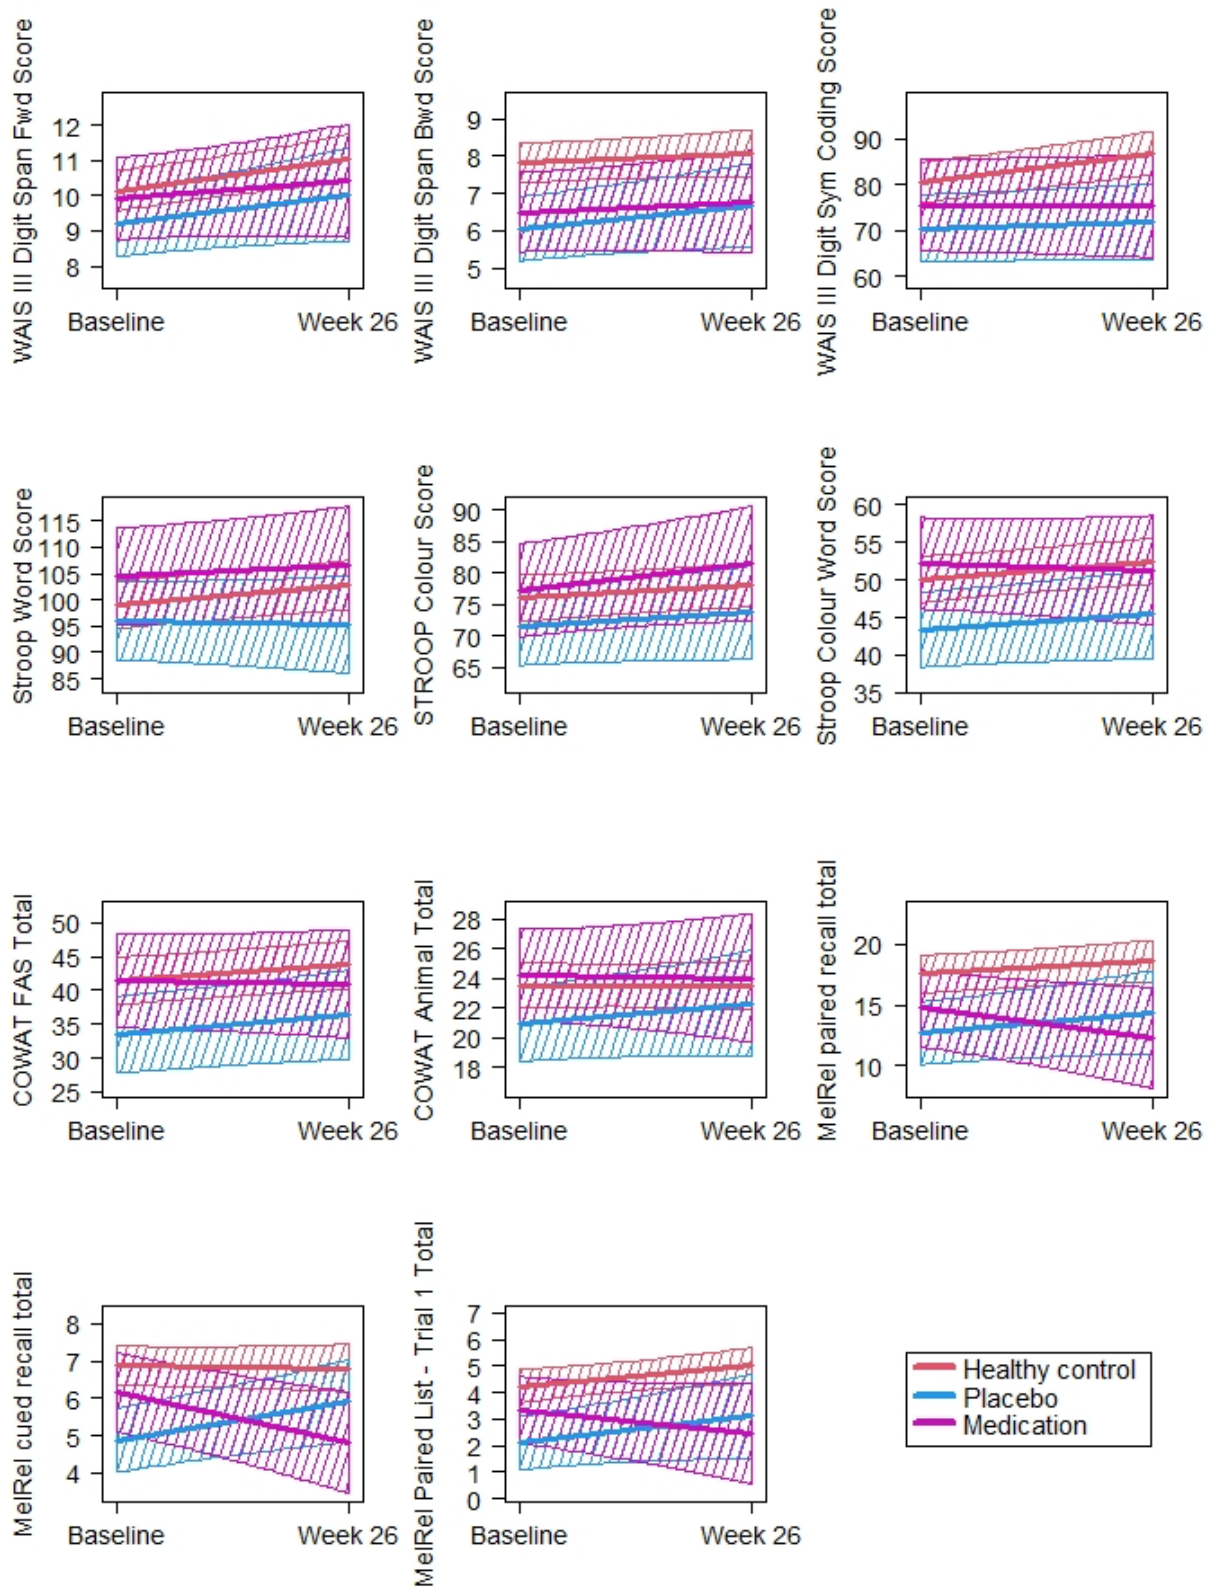 WAIS III Digit Span Fwd Score
12
11
10
9
8
Baseline Week 26
WAIS III Digit Span Bwd Score
9
8
7
6
5
Baseline Week 26
WAIS III Digit Sym Coding Score
90
80
70
60
Baseline Week 26
Stroop Word Score
115
110
105
100
95
90
85
Baseline Week 26
STROOP Colour Score
90
85
80
75
70
65
Baseline Week 26
Stroop Colour Word Score
60
55
50
45
40
35
Baseline Week 26
COWAT FAS Total
50
45
40
35
30
25
Baseline Week 26
COWAT Animal Total
28
26
24
22
20
18
Baseline Week 26
MelRel paired recall total
20
15
10
Baseline Week 26
MelRel cued recall total
8
7
6
5
4
Baseline Week 26
MelRel Paired List - Trial 1 Total
7
6
5
4
3
2
1
0
Baseline Week 26
Healthy control
Placebo
Medication